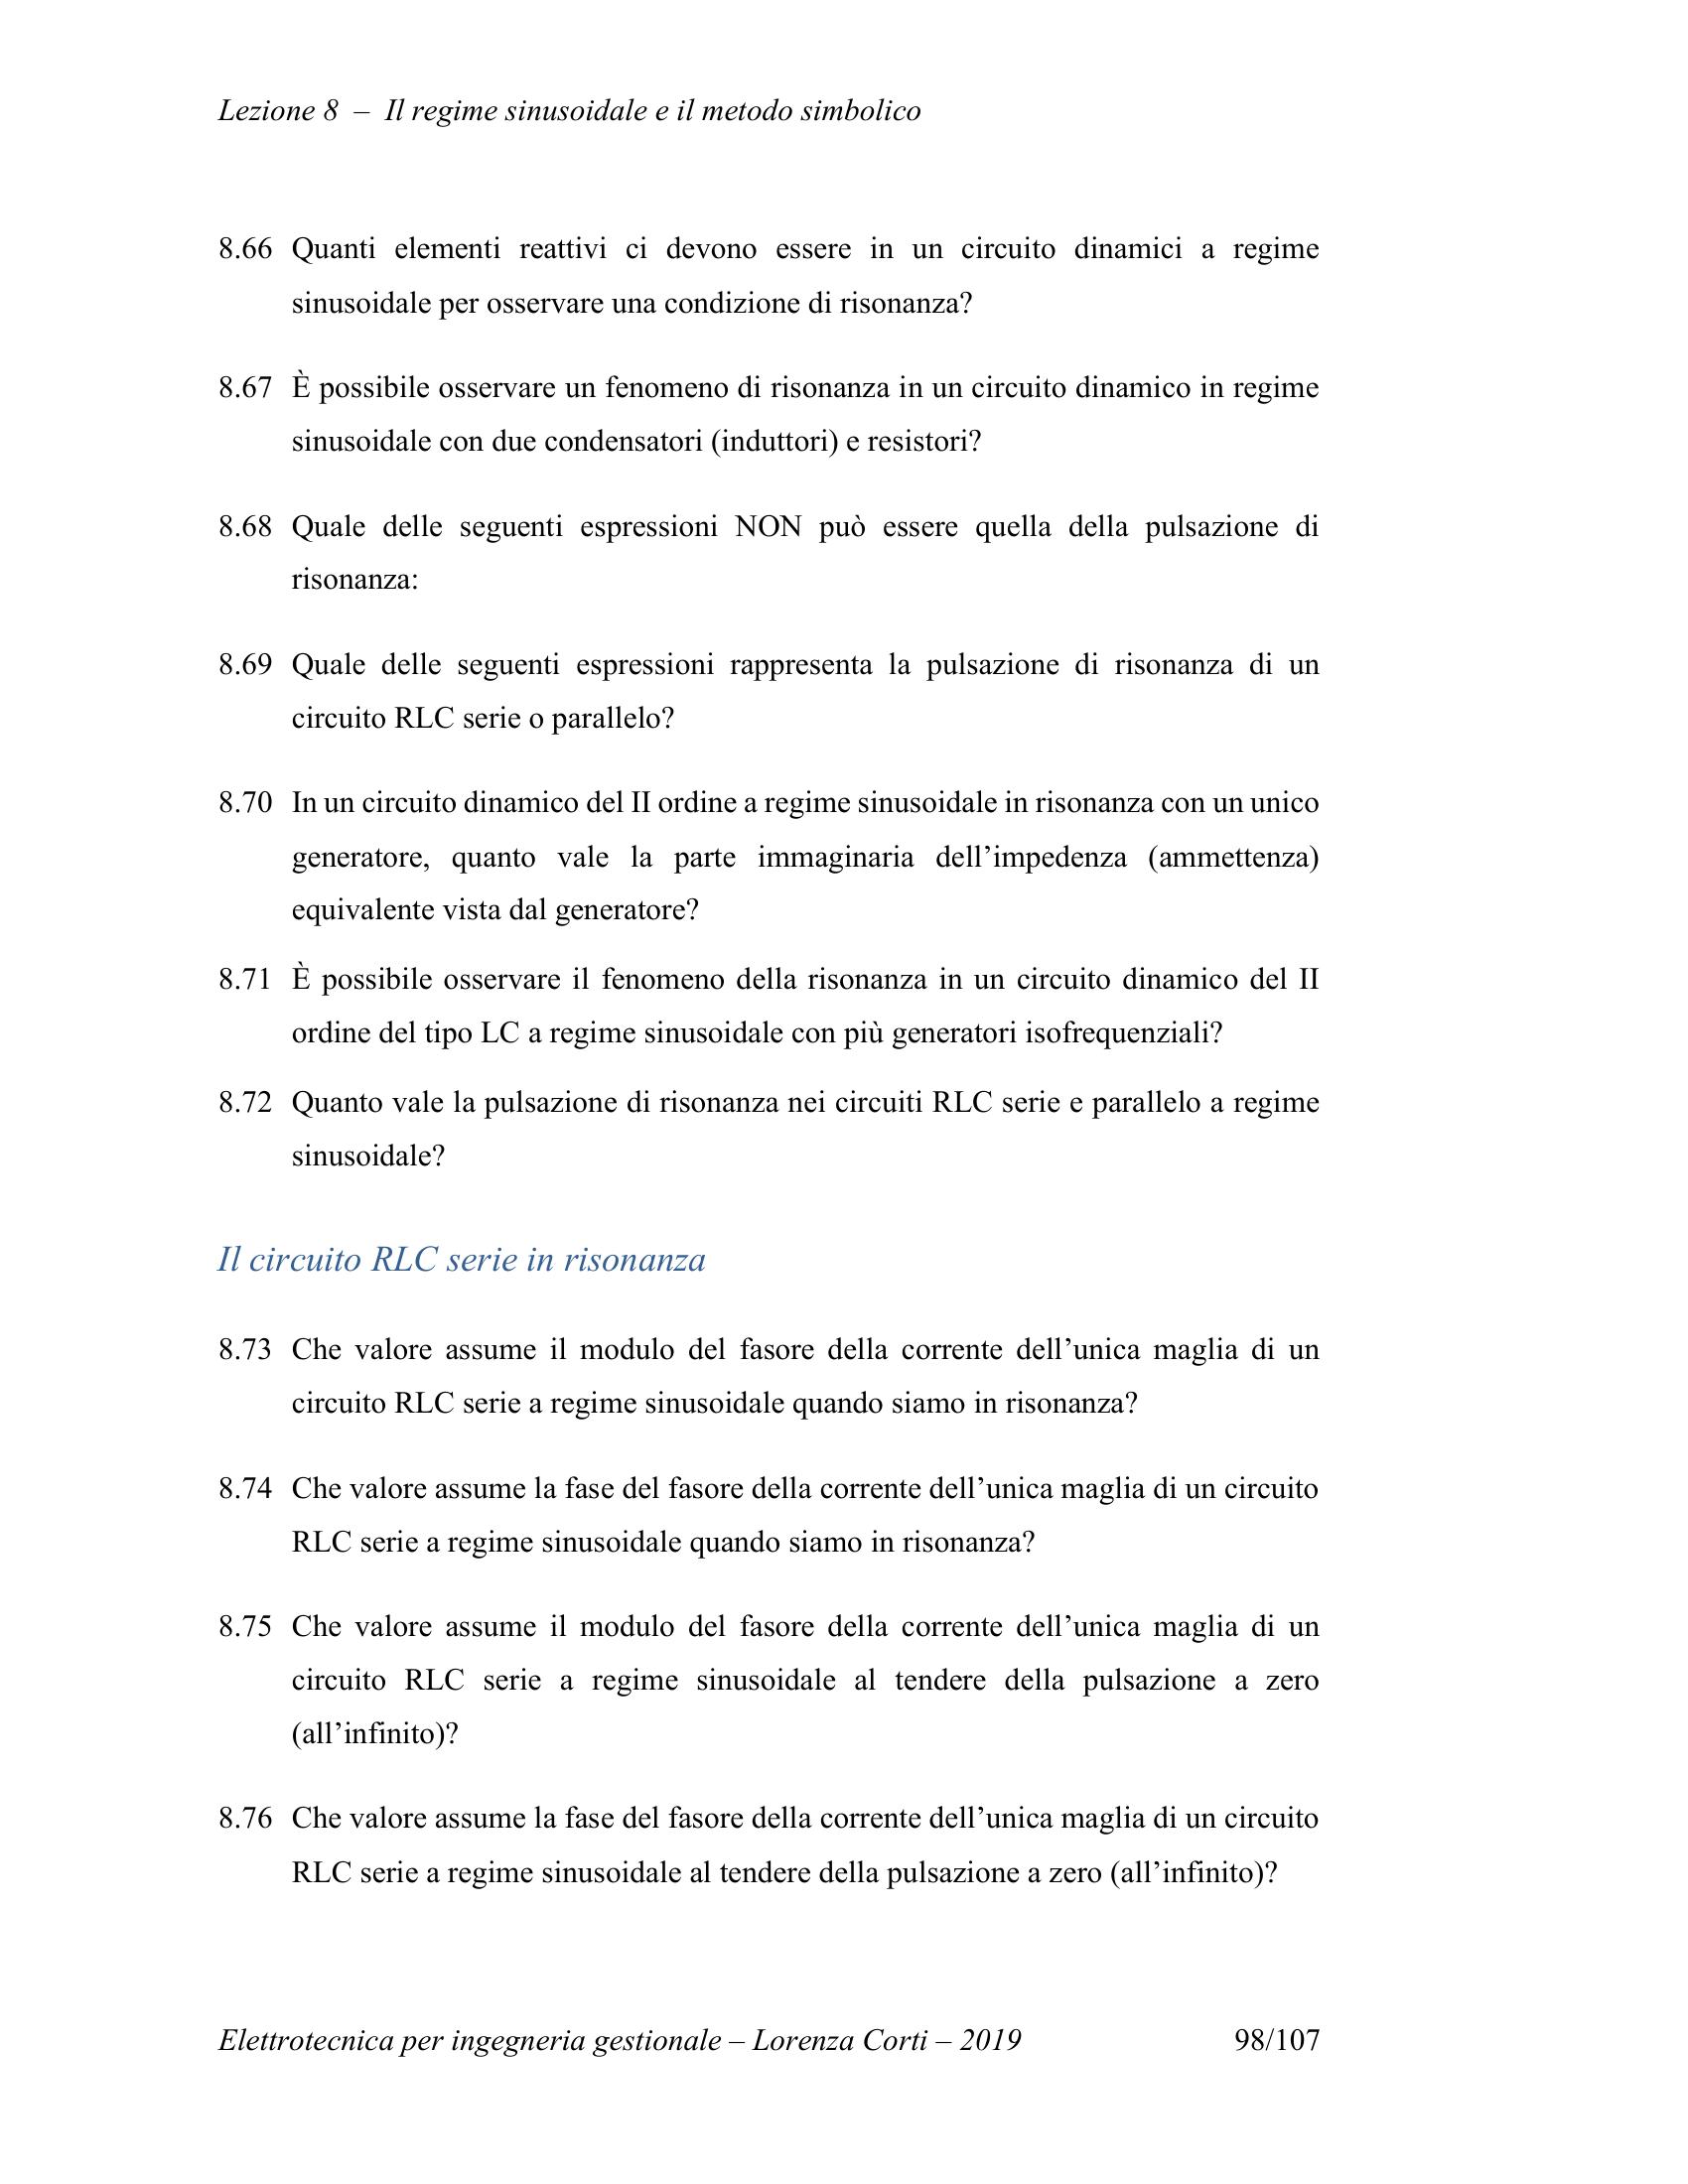 Lezione 8 – Il regime sinusoidale e il metodo simbolico
8.66 Quanti elementi reattivi ci devono essere in un circuito dinamici a regime
sinusoidale per osservare una condizione di risonanza?
8.67 È possibile osservare un fenomeno di risonanza in un circuito dinamico in regime
sinusoidale con due condensatori (induttori) e resistori?
8.68 Quale delle seguenti espressioni NON può essere quella della pulsazione di
risonanza:
8.69 Quale delle seguenti espressioni rappresenta la pulsazione di risonanza di un
circuito RLC serie o parallelo?
8.70 In un circuito dinamico del II ordine a regime sinusoidale in risonanza con un unico
generatore, quanto vale la parte immaginaria dell’impedenza (ammettenza)
equivalente vista dal generatore?
8.71 È possibile osservare il fenomeno della risonanza in un circuito dinamico del II
ordine del tipo LC a regime sinusoidale con più generatori isofrequenziali?
8.72 Quanto vale la pulsazione di risonanza nei circuiti RLC serie e parallelo a regime
sinusoidale?
Il circuito RLC serie in risonanza
8.73 Che valore assume il modulo del fasore della corrente dell’unica maglia di un
circuito RLC serie a regime sinusoidale quando siamo in risonanza?
8.74 Che valore assume la fase del fasore della corrente dell’unica maglia di un circuito
RLC serie a regime sinusoidale quando siamo in risonanza?
8.75 Che valore assume il modulo del fasore della corrente dell’unica maglia di un
circuito RLC serie a regime sinusoidale al tendere della pulsazione a zero
(all’infinito)?
8.76 Che valore assume la fase del fasore della corrente dell’unica maglia di un circuito
RLC serie a regime sinusoidale al tendere della pulsazione a zero (all’infinito)?
Elettrotecnica per ingegneria gestionale – Lorenza Corti – 2019 98/107